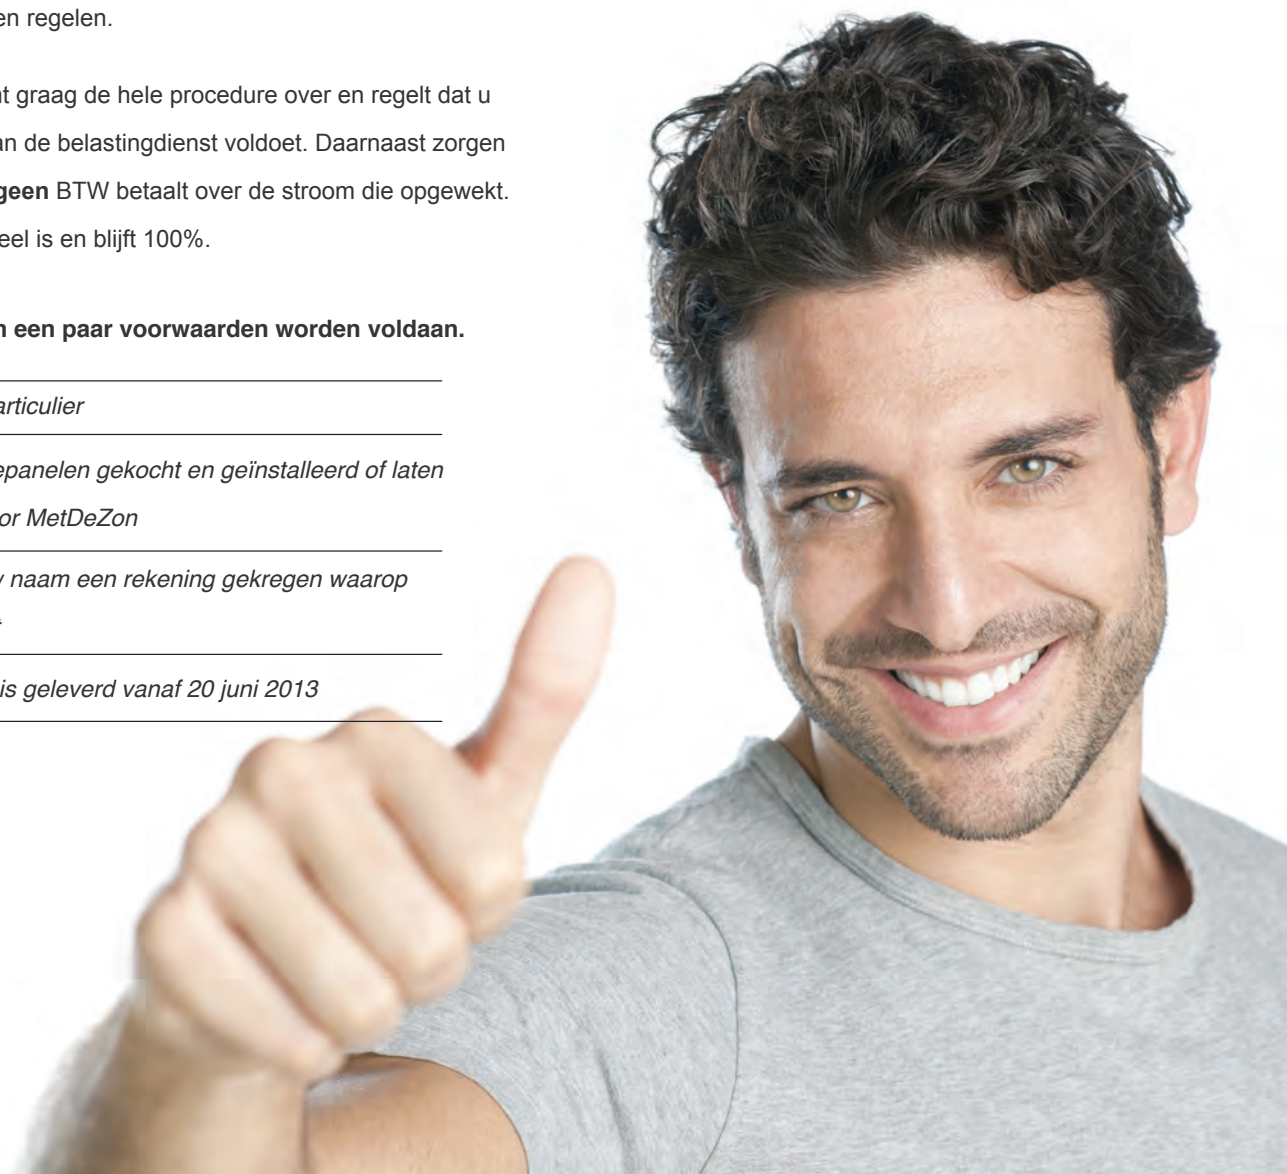 en regelen.
t graag de hele procedure over en regelt dat u
an de belastingdienst voldoet. Daarnaast zorgen
geen BTW betaalt over de stroom die opgewekt.
eel is en blijft 100%.
n een paar voorwaarden worden voldaan.
articulier
epanelen gekocht en geïnstalleerd of laten
or MetDeZon
naam een rekening gekregen waarop
is geleverd vanaf 20 juni 2013